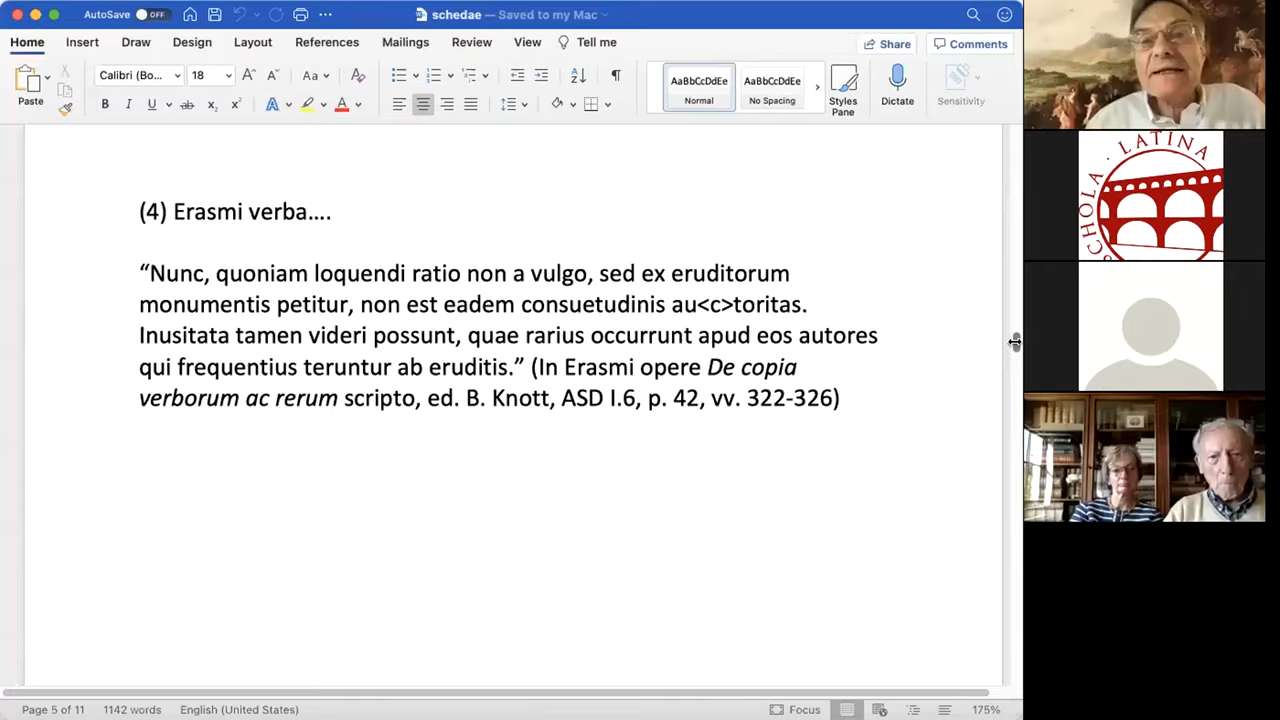 AutoSave OFF
schedae — Saved to my Mac
Home Insert Draw Design Layout References Mailings Review View Tell me
Share Comments
Paste
Calibri (Bo... 18
AaBbCcDdEe
Normal
AaBbCcDdEe
No Spacing
Styles
Pane
Dictate
Sensitivity
(4) Erasmi verba....
“Nunc, quoniam loquendi ratio non a vulgo, sed ex eruditorum
monumentis petitur, non est eadem consuetudinis au<c>toritas.
Inusitata tamen videri possunt, quae rarius occurrunt apud eos autores
qui frequentius teruntur ab eruditis.” (In Erasmi opere De copia
verborum ac rerum scripto, ed. B. Knott, ASD I.6, p. 42, vv. 322-326)
Page 5 of 11 1142 words English (United States)
Focus 175%
SCHOLA · LATINA